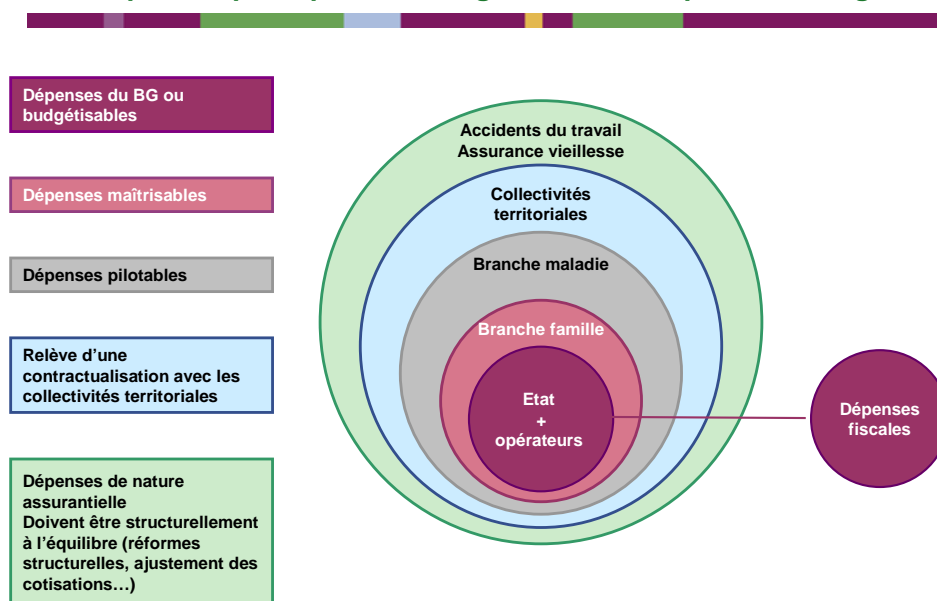 Dépenses du BG ou
budgétisables
Dépenses maîtrisables
Dépenses pilotables
Relève d’une
contractualisation avec les
collectivités territoriales
Dépenses de nature
assurantielle
Doivent être structurellement
à l’équilibre (réformes
structurelles, ajustement des
cotisations…)
Accidents du travail
Assurance vieillesse
Collectivités
territoriales
Branche maladie
Branche famille
Etat
+
opérateurs
Dépenses
fiscales